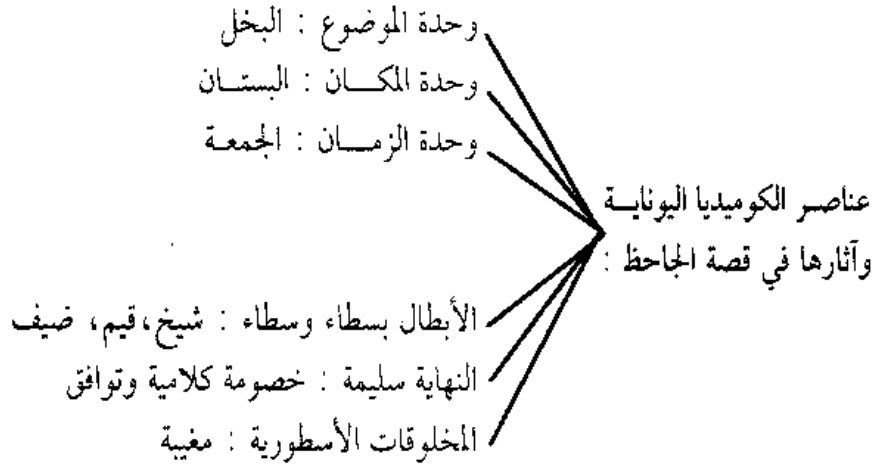 عناصر الكوميديا اليوناية
وآثارها في قصة الجاحظ :
وحدة الموضوع : البخل
وحدة المكان : البستان
وحدة الزمان : الجمعة
الأبطال بسطاء وسطاء : شيخ، قيم، ضيف
النهاية سليمة : خصومة كلامية وتوافق
المخلوقات الأسطورية : مغيبة